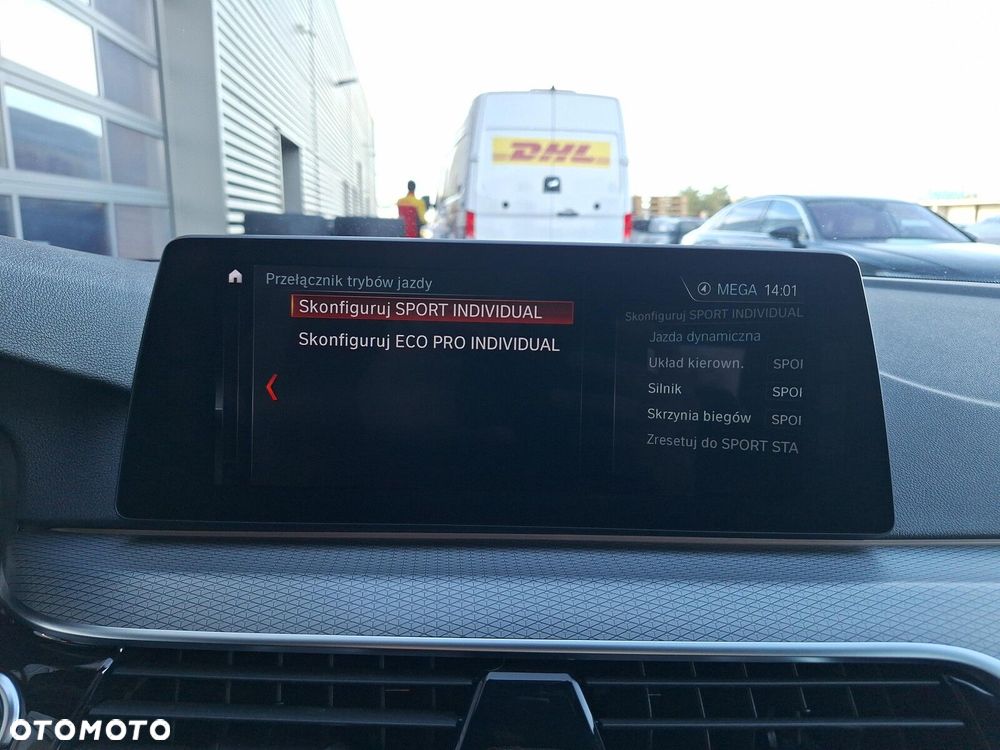 DHL
Przełącznik trybów jazdy
MEGA 14:01
Skonfiguruj SPORT INDIVIDUAL
Skonfiguruj ECO PRO INDIVIDUAL
Skonfiguruj SPORT INDIVIDUAL
Jazda dynamiczna
Układ kierown. SPOI
Silnik SPOI
Skrzynia biegów SPOI
Zresetuj do SPORT STA
OTOMOTO